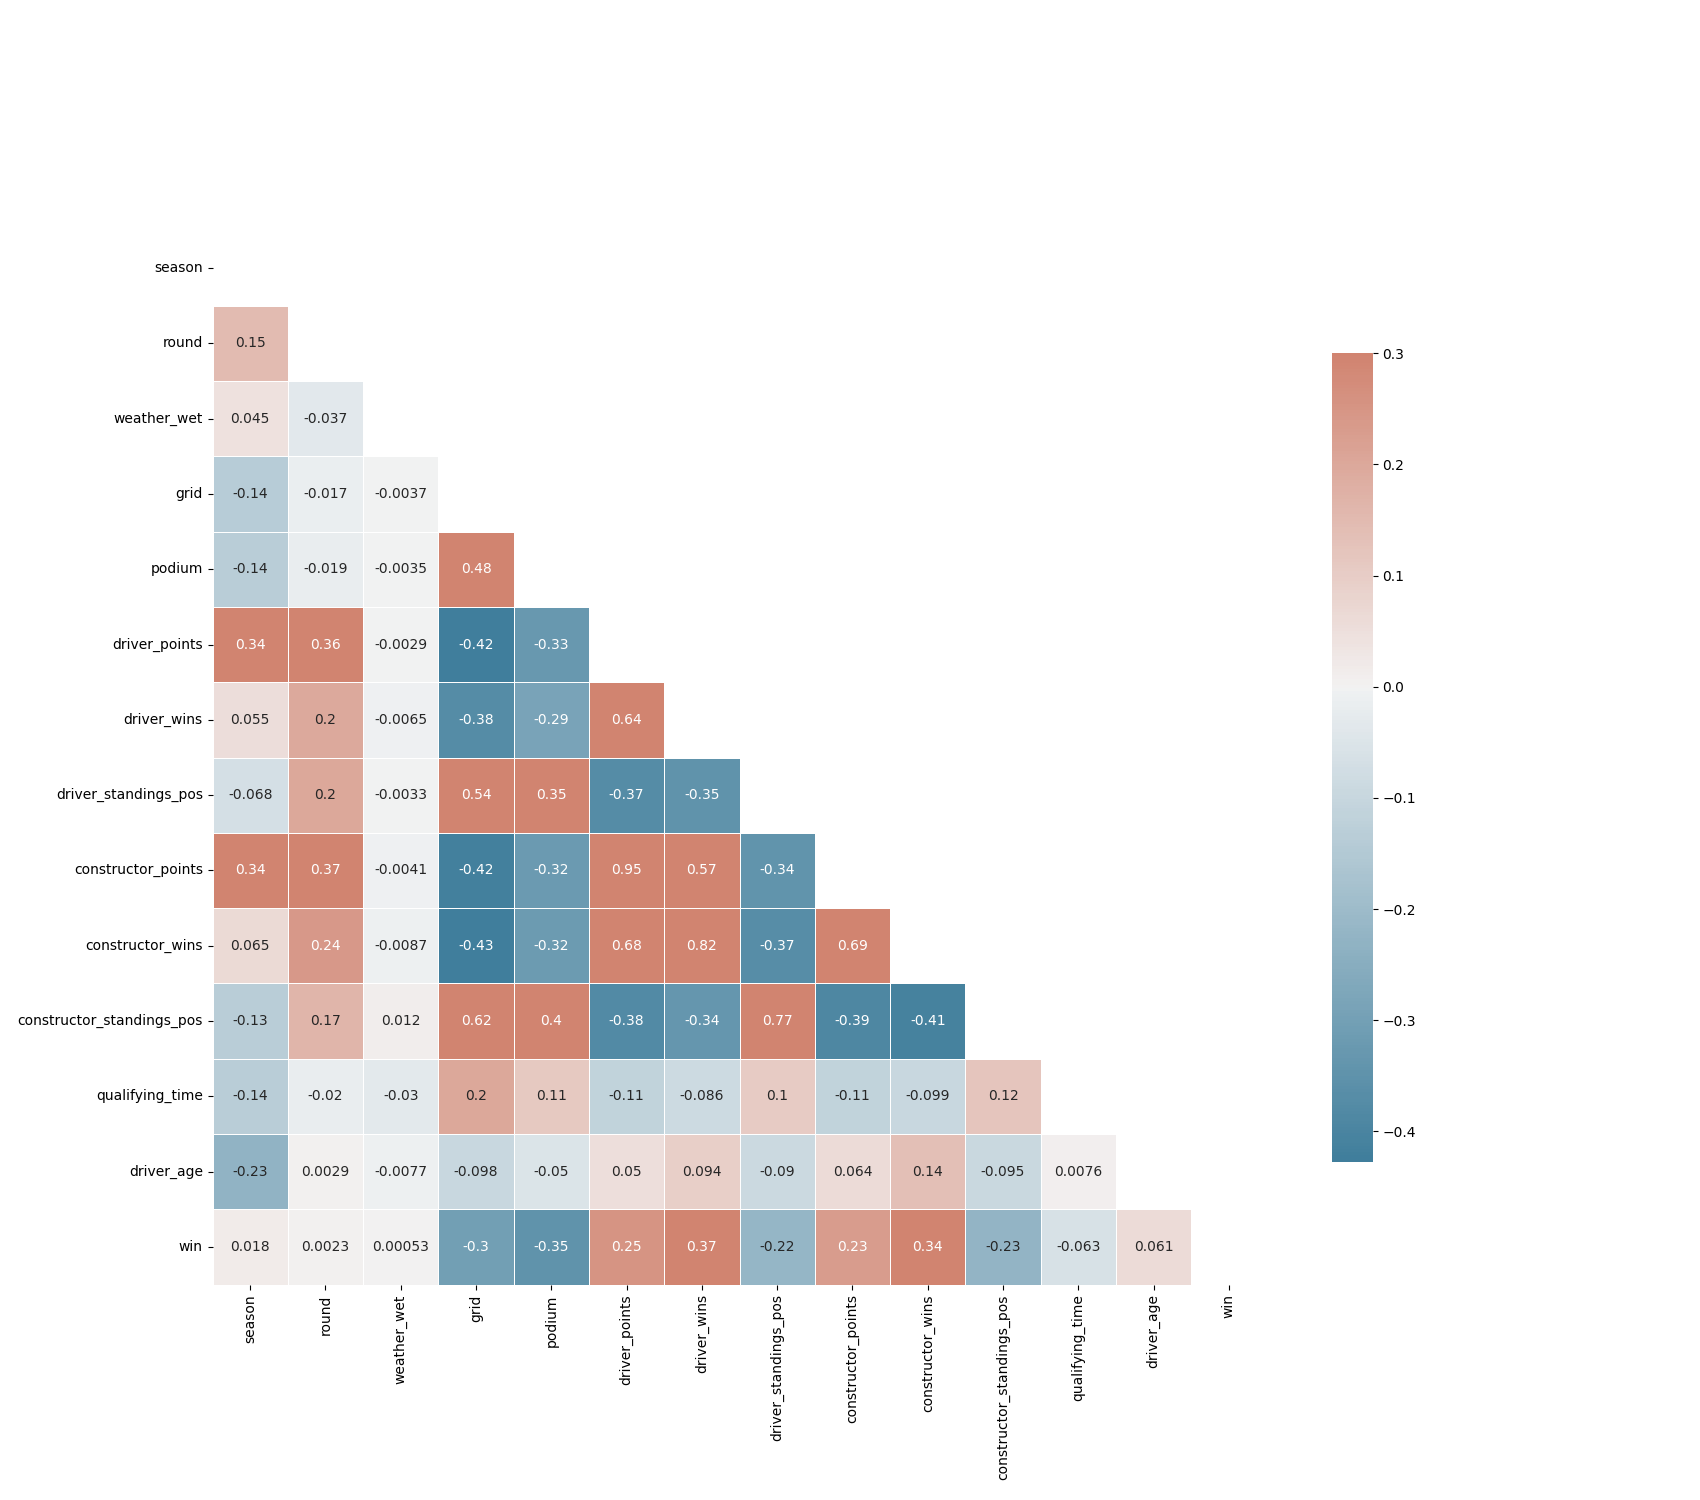 season
round 0.15
weather_wet 0.045 -0.037
grid -0.14 -0.017 -0.0037
podium -0.14 -0.019 -0.0035 0.48
driver_points 0.34 0.36 -0.0029 -0.42 -0.33
driver_wins 0.055 0.2 -0.0065 -0.38 -0.29 0.64
driver_standings_pos -0.068 0.2 -0.0033 0.54 0.35 -0.37 -0.35
constructor_points 0.34 0.37 -0.0041 -0.42 -0.32 0.95 0.57 -0.34
constructor_wins 0.065 0.24 -0.0087 -0.43 -0.32 0.68 0.82 -0.37 0.69
constructor_standings_pos -0.13 0.17 0.012 0.62 0.4 -0.38 -0.34 0.77 -0.39 -0.41
qualifying_time -0.14 -0.02 -0.03 0.2 0.11 -0.11 -0.086 0.1 -0.11 -0.099 0.12
driver_age -0.23 0.0029 -0.0077 -0.098 -0.05 0.05 0.094 -0.09 0.064 0.14 -0.095 0.0076
win 0.018 0.0023 0.00053 -0.3 -0.35 0.25 0.37 -0.22 0.23 0.34 -0.23 -0.063 0.061
season
round
weather_wet
grid
podium
driver_points
driver_wins
driver_standings_pos
constructor_points
constructor_wins
constructor_standings_pos
qualifying_time
driver_age
win
0.3
0.2
0.1
0.0
−0.1
−0.2
−0.3
−0.4